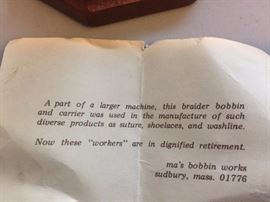 A part of a larger machine, this braider bobbin
and carrier was used in the manufacture of such
diverse products as suture, shoelaces, and washline.
Now these "workers" are in dignified retirement.
ma's bobbin works
sudbury, mass. 01776